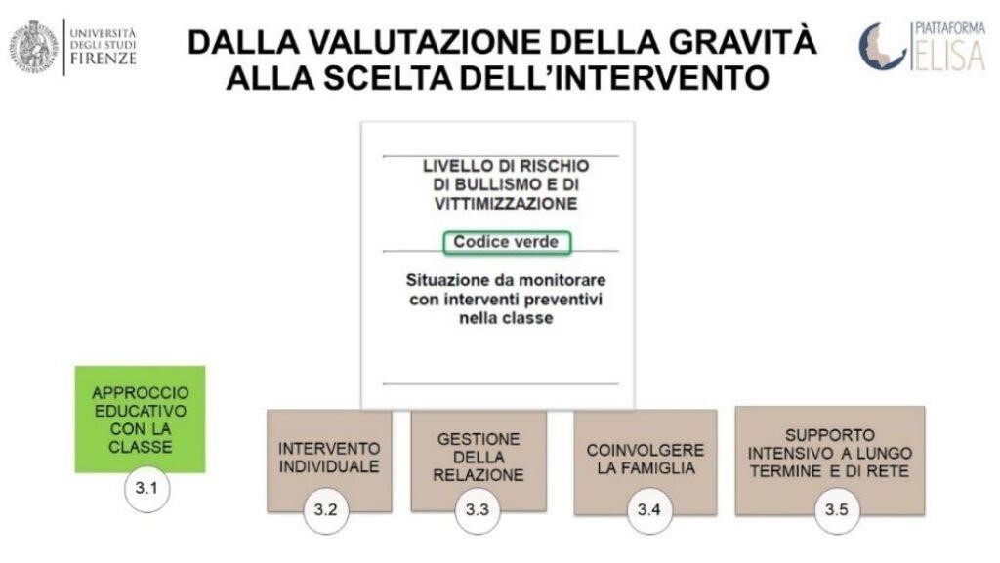 UNIVERSITÀ
DEGLI STUDI
FIRENZE
DALLA VALUTAZIONE DELLA GRAVITÀ
ALLA SCELTA DELL’INTERVENTO
PIATTAFORMA
ELISA
LIVELLO DI RISCHIO
DI BULLISMO E DI
VITTIMIZZAZIONE
Codice verde
Situazione da monitorare
con interventi preventivi
nella classe
APPROCCIO
EDUCATIVO
CON LA
CLASSE
3.1
INTERVENTO
INDIVIDUALE
3.2
GESTIONE
DELLA
RELAZIONE
3.3
COINVOLGERE
LA FAMIGLIA
3.4
SUPPORTO
INTENSIVO A LUNGO
TERMINE E DI RETE
3.5